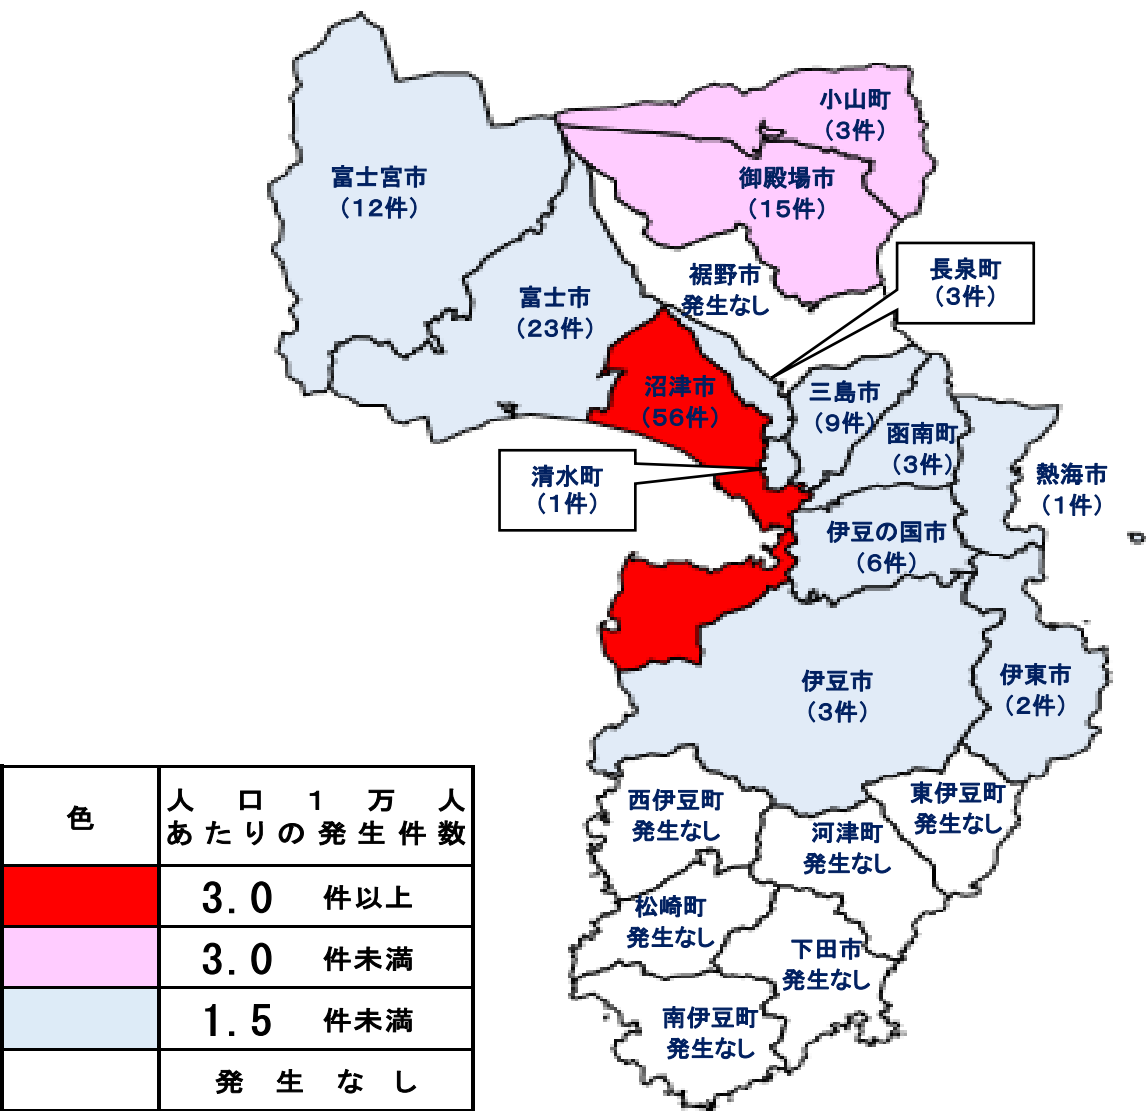 小山町
(3件)
富士宮市
(12件)
御殿場市
(15件)
裾野市
発生なし
長泉町
(3件)
富士市
(23件)
沼津市
(56件)
三島市
(9件)
函南町
(3件)
清水町
(1件)
熱海市
(1件)
伊豆の国市
(6件)
伊豆市
(3件)
伊東市
(2件)
西伊豆町
発生なし
東伊豆町
発生なし
河津町
発生なし
松崎町
発生なし
下田市
発生なし
南伊豆町
発生なし
色
人口1万人
あたりの発生件数
3.0 件以上
3.0 件未満
1.5 件未満
発生なし